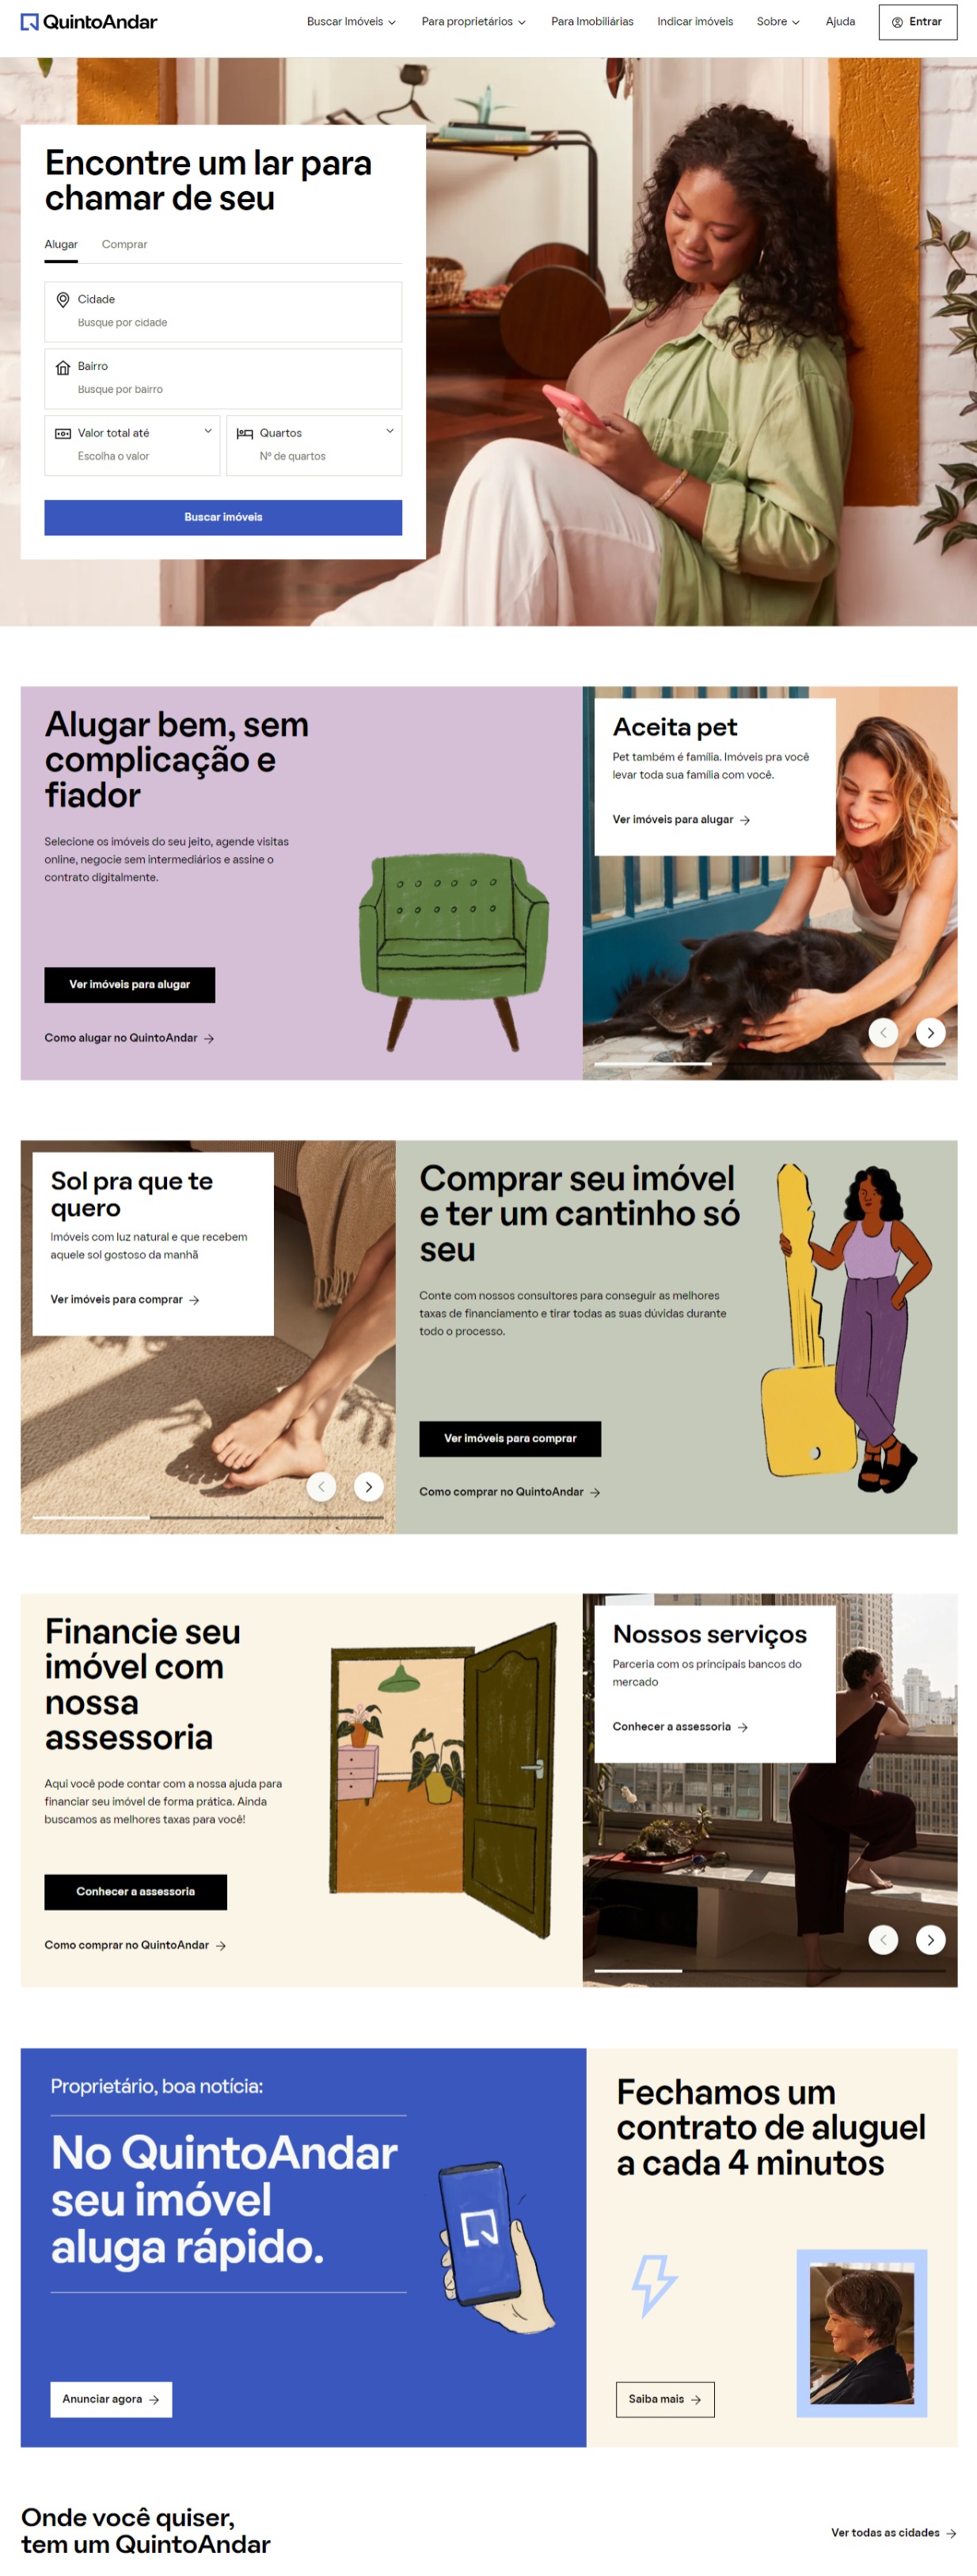 QuintoAndar
Buscar Imóveis
Para proprietários
Para Imobiliárias
Indicar imóveis
Sobre
Ajuda
Entrar
Encontre um lar para
chamar de seu
Alugar
Comprar
Cidade
Busque por cidade
Bairro
Busque por bairro
Valor total até
Escolha o valor
Quartos
Nº de quartos
Buscar imóveis
Alugar bem, sem
complicação e
fiador
Selecione os imóveis do seu jeito, agende visitas
online, negocie sem intermediários e assine o
contrato digitalmente.
Ver imóveis para alugar
Como alugar no QuintoAndar
Aceita pet
Pet também é família. Imóveis pra você
levar toda sua família com você.
Ver imóveis para alugar
Sol pra que te
quero
Imóveis com luz natural e que recebem
aquele sol gostoso da manhã
Ver imóveis para comprar
Comprar seu imóvel
e ter um cantinho só
seu
Conte com nossos consultores para conseguir as melhores
taxas de financiamento e tirar todas as suas dúvidas durante
todo o processo.
Ver imóveis para comprar
Como comprar no QuintoAndar
Financie seu
imóvel com
nossa
assessoria
Aqui você pode contar com a nossa ajuda para
financiar seu imóvel de forma prática. Ainda
buscamos as melhores taxas para você!
Conhecer a assessoria
Como comprar no QuintoAndar
Nossos serviços
Parceria com os principais bancos do
mercado
Conhecer a assessoria
Proprietário, boa notícia:
No QuintoAndar
seu imóvel
aluga rápido.
Anunciar agora
Fechamos um
contrato de aluguel
a cada 4 minutos
Saiba mais
Onde você quiser,
tem um QuintoAndar
Ver todas as cidades